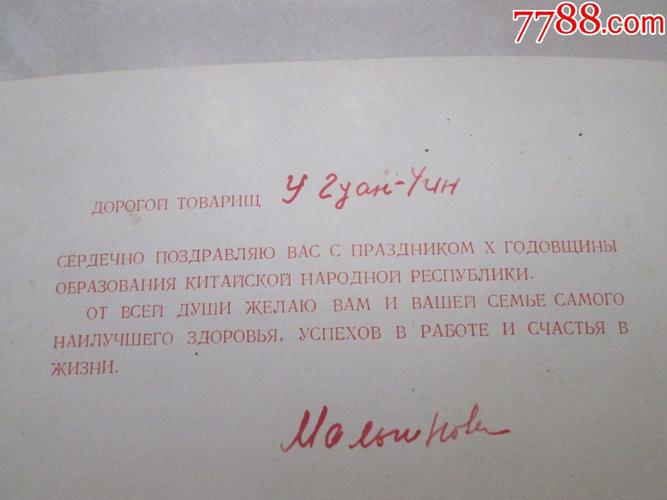 7788.com
ДОРОГОЙ ТОВАРИЩ У Гуан-Чин
СЕРДЕЧНО ПОЗДРАВЛЯЮ ВАС С ПРАЗДНИКОМ X ГОДОВЩИНЫ
ОБРАЗОВАНИЯ КИТАЙСКОЙ НАРОДНОЙ РЕСПУБЛИКИ.
ОТ ВСЕЙ ДУШИ ЖЕЛАЮ ВАМ И ВАШЕЙ СЕМЬЕ САМОГО
НАИЛУЧШЕГО ЗДОРОВЬЯ, УСПЕХОВ В РАБОТЕ И СЧАСТЬЯ В
ЖИЗНИ.